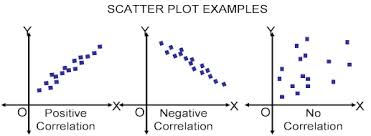 SCATTER PLOT EXAMPLES
Y Y Y
O X O X O X
Positive Correlation
Negative Correlation
No Correlation